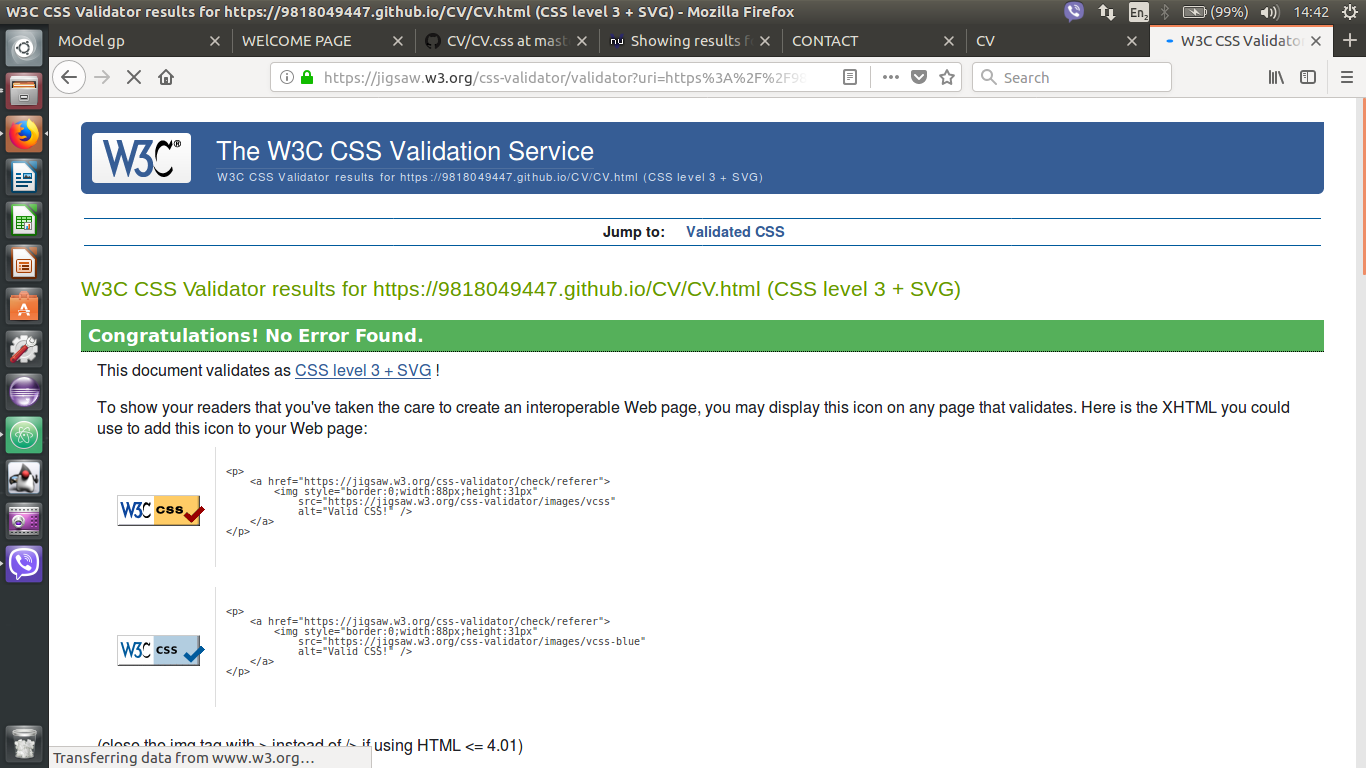 W3C CSS Validator results for https://9818049447.github.io/CV/CV.html (CSS level 3 + SVG) - Mozilla Firefox
En2 (99%) 14:42
MOdel gp
WElCOME PAGE
CV/CV.css at mast
nu Showing results f
CONTACT
CV
W3C CSS Validator
https://jigsaw.w3.org/css-validator/validator?uri=https%3A%2F%2F98
Search
W3C®
The W3C CSS Validation Service
W3C CSS Validator results for https://9818049447.github.io/CV/CV.html (CSS level 3 + SVG)
Jump to: Validated CSS
W3C CSS Validator results for https://9818049447.github.io/CV/CV.html (CSS level 3 + SVG)
Congratulations! No Error Found.
This document validates as CSS level 3 + SVG !
To show your readers that you've taken the care to create an interoperable Web page, you may display this icon on any page that validates. Here is the XHTML you could
use to add this icon to your Web page:
W3C css
<p>
<a href="https://jigsaw.w3.org/css-validator/check/referer">
<img style="border:0;width:88px;height:31px"
src="https://jigsaw.w3.org/css-validator/images/vcss"
alt="Valid CSS!" />
</a>
</p>
W3C css
<p>
<a href="https://jigsaw.w3.org/css-validator/check/referer">
<img style="border:0;width:88px;height:31px"
src="https://jigsaw.w3.org/css-validator/images/vcss-blue"
alt="Valid CSS!" />
</a>
</p>
(close the img tag with > instead of /> if using HTML <= 4.01)
Transferring data from www.w3.org…